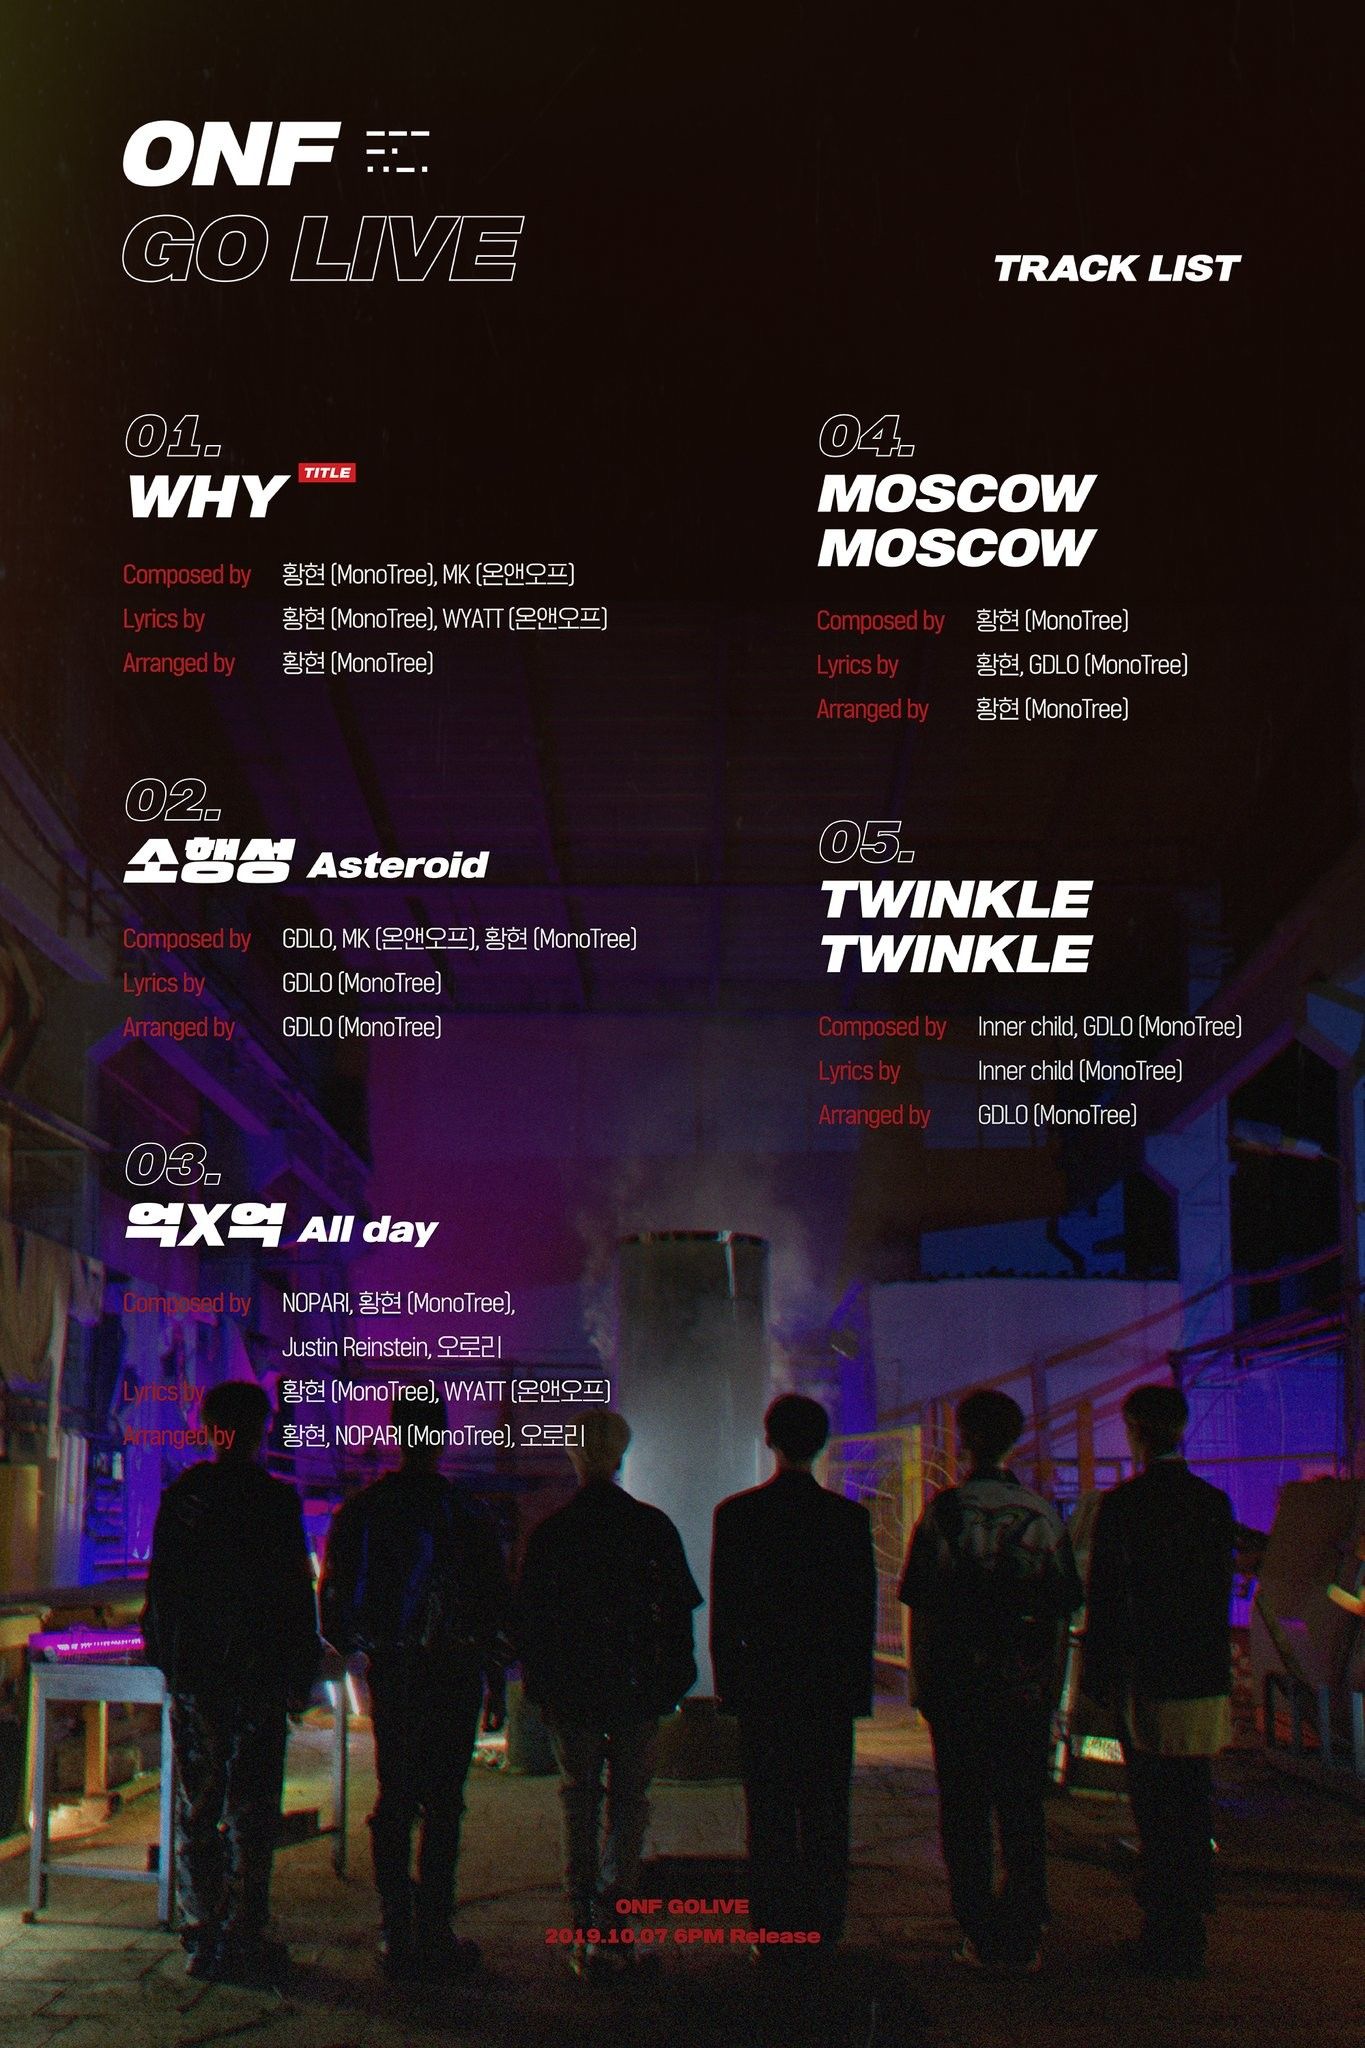 ONF
GO LIVE
TRACK LIST
01.
WHY TITLE
Composed by 황현 (MonoTree), MK (온앤오프)
Lyrics by 황현 (MonoTree), WYATT (온앤오프)
Arranged by 황현 (MonoTree)
02.
소행성 Asteroid
Composed by GDLO, MK (온앤오프), 황현 (MonoTree)
Lyrics by GDLO (MonoTree)
Arranged by GDLO (MonoTree)
03.
억X억 All day
Composed by NOPARI, 황현 (MonoTree),
Justin Reinstein, 오로리
Lyrics by 황현 (MonoTree), WYATT (온앤오프)
Arranged by 황현, NOPARI (MonoTree), 오로리
04.
MOSCOW
MOSCOW
Composed by 황현 (MonoTree)
Lyrics by 황현, GDLO (MonoTree)
Arranged by 황현 (MonoTree)
05.
TWINKLE
TWINKLE
Composed by Inner child, GDLO (MonoTree)
Lyrics by Inner child (MonoTree)
Arranged by GDLO (MonoTree)
ONF GOLIVE
2019.10.07 6PM Release